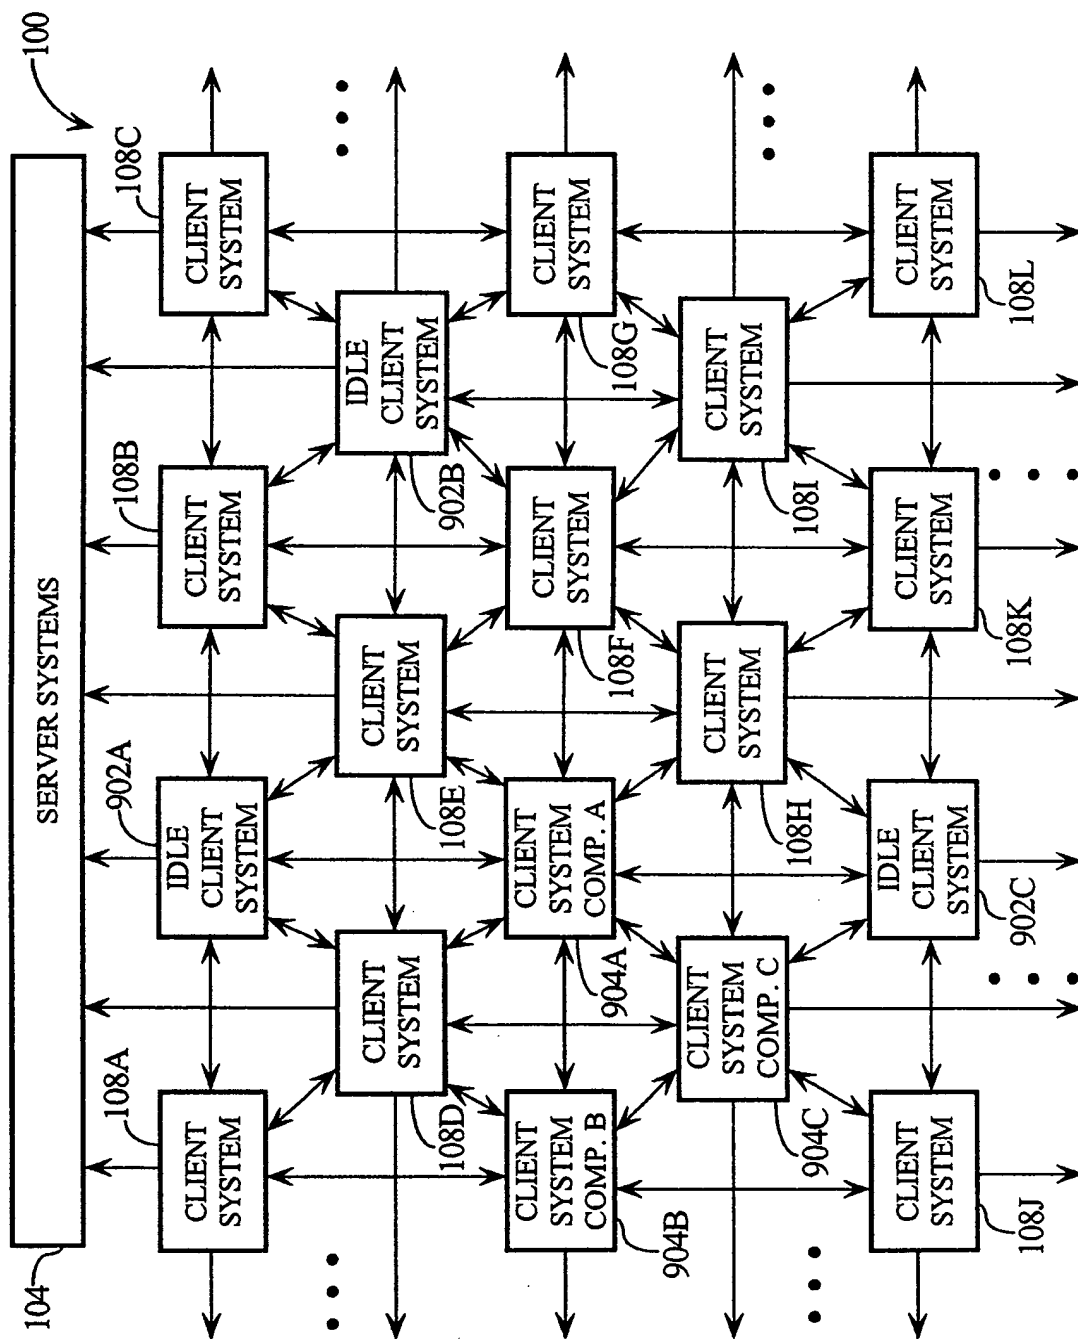 100
104
SERVER SYSTEMS
108A
902A
108B
108C
CLIENT
SYSTEM
IDLE
CLIENT
SYSTEM
CLIENT
SYSTEM
CLIENT
SYSTEM
CLIENT
SYSTEM
108D
CLIENT
SYSTEM
108E
IDLE
CLIENT
SYSTEM
902B
CLIENT
SYSTEM
COMP. B
904B
CLIENT
SYSTEM
COMP. A
904A
CLIENT
SYSTEM
108F
CLIENT
SYSTEM
108G
CLIENT
SYSTEM
COMP. C
904C
CLIENT
SYSTEM
108H
CLIENT
SYSTEM
108I
CLIENT
SYSTEM
108J
IDLE
CLIENT
SYSTEM
902C
CLIENT
SYSTEM
108K
CLIENT
SYSTEM
108L